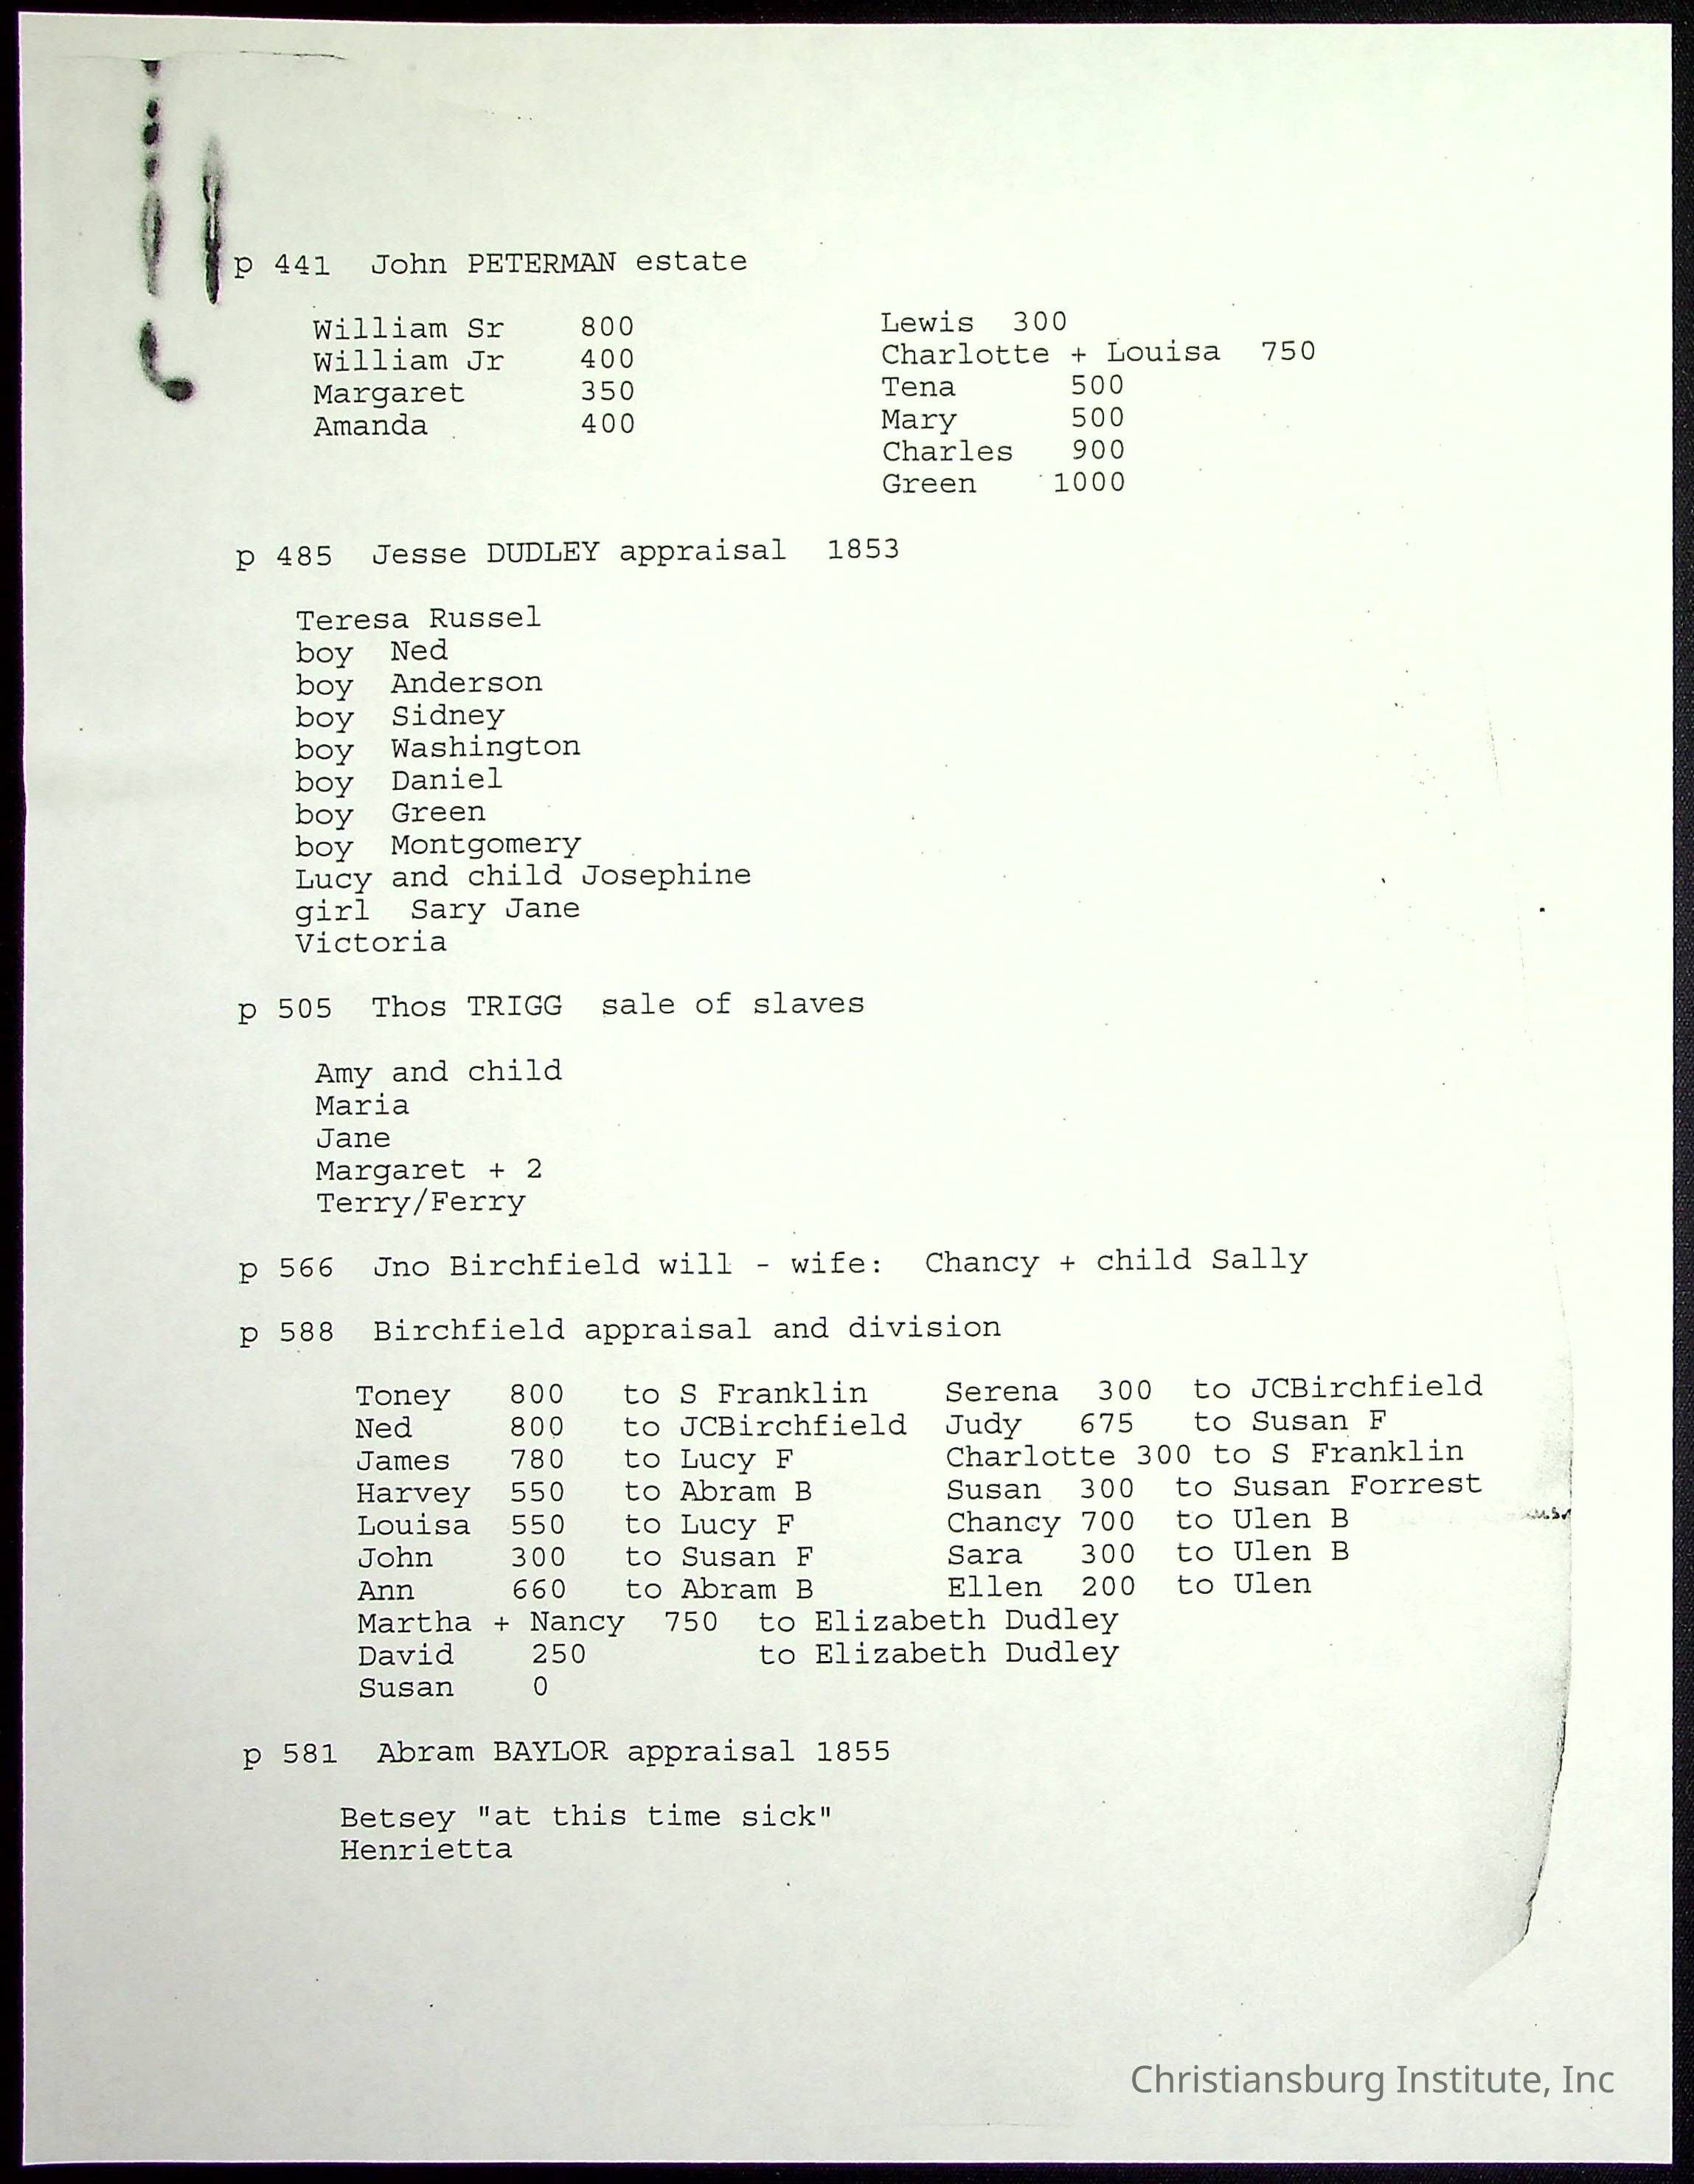 p 441 John PETERMAN estate
William Sr 800 Lewis 300
William Jr 400 Charlotte + Louisa 750
Margaret 350 Tena 500
Amanda 400 Mary 500
Charles 900
Green 1000
p 485 Jesse DUDLEY appraisal 1853
Teresa Russel
boy Ned
boy Anderson
boy Sidney
boy Washington
boy Daniel
boy Green
boy Montgomery
Lucy and child Josephine
girl Sary Jane
Victoria
p 505 Thos TRIGG sale of slaves
Amy and child
Maria
Jane
Margaret + 2
Terry/Ferry
p 566 Jno Birchfield will - wife: Chancy + child Sally
p 588 Birchfield appraisal and division
Toney 800 to S Franklin Serena 300 to JCBirchfield
Ned 800 to JCBirchfield Judy 675 to Susan F
James 780 to Lucy F Charlotte 300 to S Franklin
Harvey 550 to Abram B Susan 300 to Susan Forrest
Louisa 550 to Lucy F Chancy 700 to Ulen B
John 300 to Susan F Sara 300 to Ulen B
Ann 660 to Abram B Ellen 200 to Ulen
Martha + Nancy 750 to Elizabeth Dudley
David 250 to Elizabeth Dudley
Susan 0
p 581 Abram BAYLOR appraisal 1855
Betsey "at this time sick"
Henrietta
Christiansburg Institute, Inc